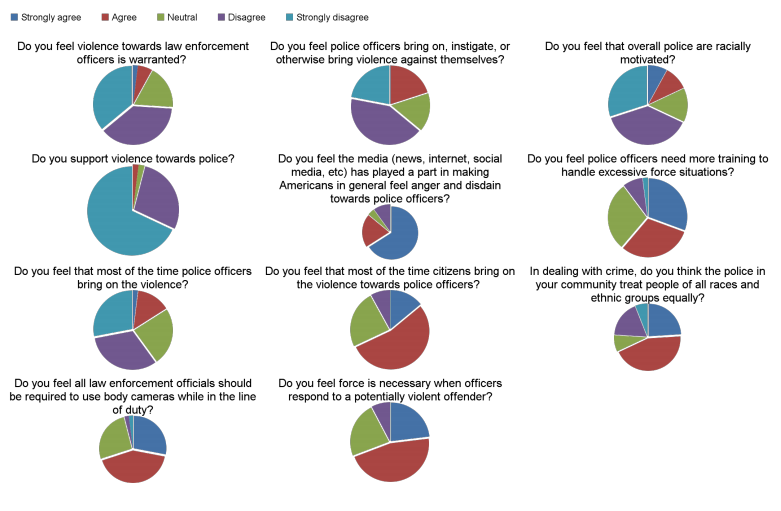 Strongly agree Agree Neutral Disagree Strongly disagree
Do you feel violence towards law enforcement
officers is warranted?
Do you feel police officers bring on, instigate, or
otherwise bring violence against themselves?
Do you feel that overall police are racially
motivated?
Do you support violence towards police?
Do you feel the media (news, internet, social
media, etc) has played a part in making
Americans in general feel anger and disdain
towards police officers?
Do you feel police officers need more training to
handle excessive force situations?
Do you feel that most of the time police officers
bring on the violence?
Do you feel that most of the time citizens bring on
the violence towards police officers?
In dealing with crime, do you think the police in
your community treat people of all races and
ethnic groups equally?
Do you feel all law enforcement officials should
be required to use body cameras while in the line
of duty?
Do you feel force is necessary when officers
respond to a potentially violent offender?